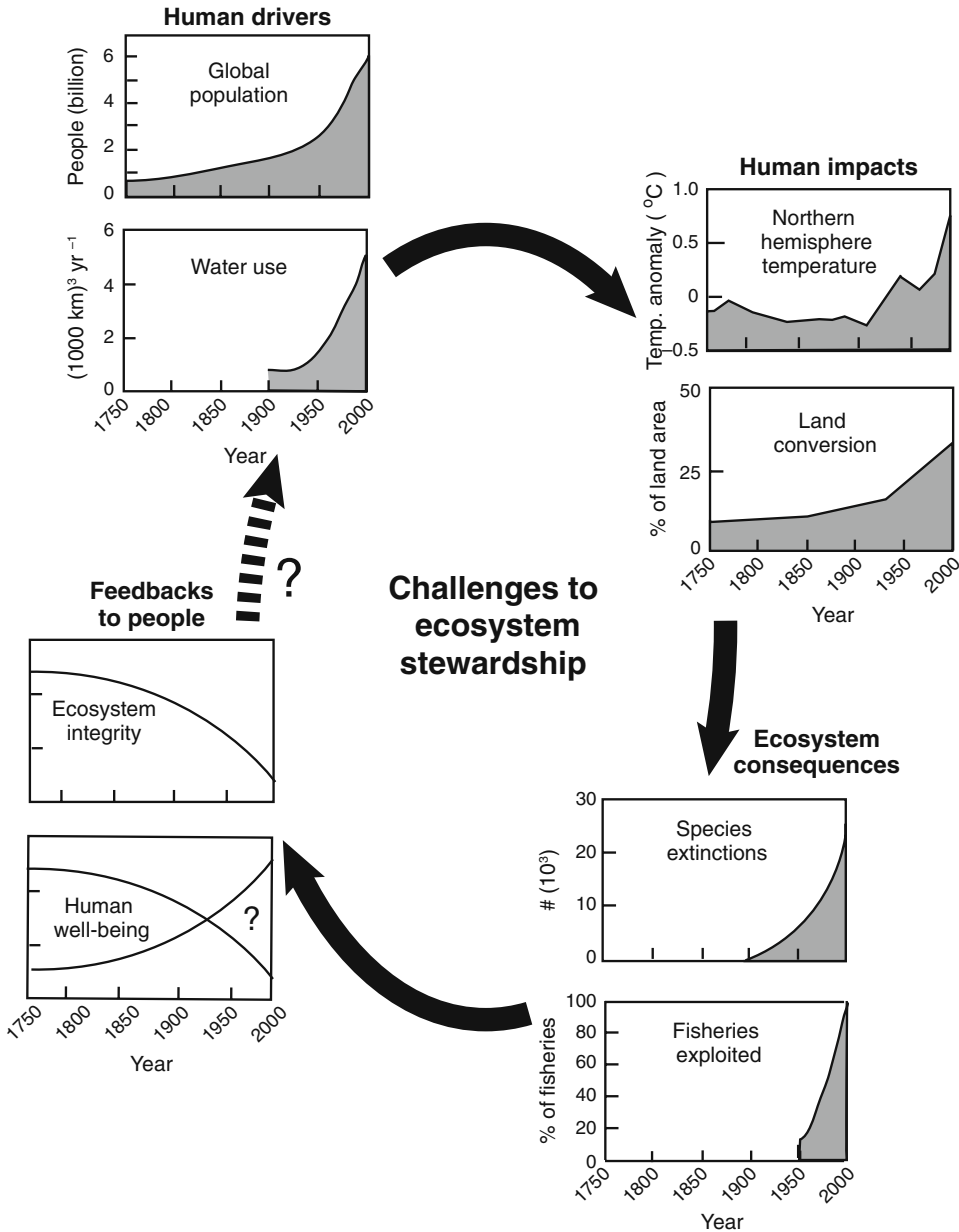 Human drivers
People (billion)
6
4
2
0
Global
population
(1000 km)³ yr ⁻¹
6
4
2
0
Water use
1750
1800
1850
1900
1950
2000
Year
Human impacts
Temp. anomaly ( ⁰C )
1.0
0.5
0
–0.5
Northern
hemisphere
temperature
% of land area
50
25
0
Land
conversion
1750
1800
1850
1900
1950
2000
Year
Challenges to
ecosystem
stewardship
?
Feedbacks
to people
Ecosystem
integrity
Human
well-being
?
1750
1800
1850
1900
1950
2000
Year
Ecosystem
consequences
# (10³)
30
20
10
0
Species
extinctions
% of fisheries
100
80
60
40
20
0
Fisheries
exploited
1750
1800
1850
1900
1950
2000
Year